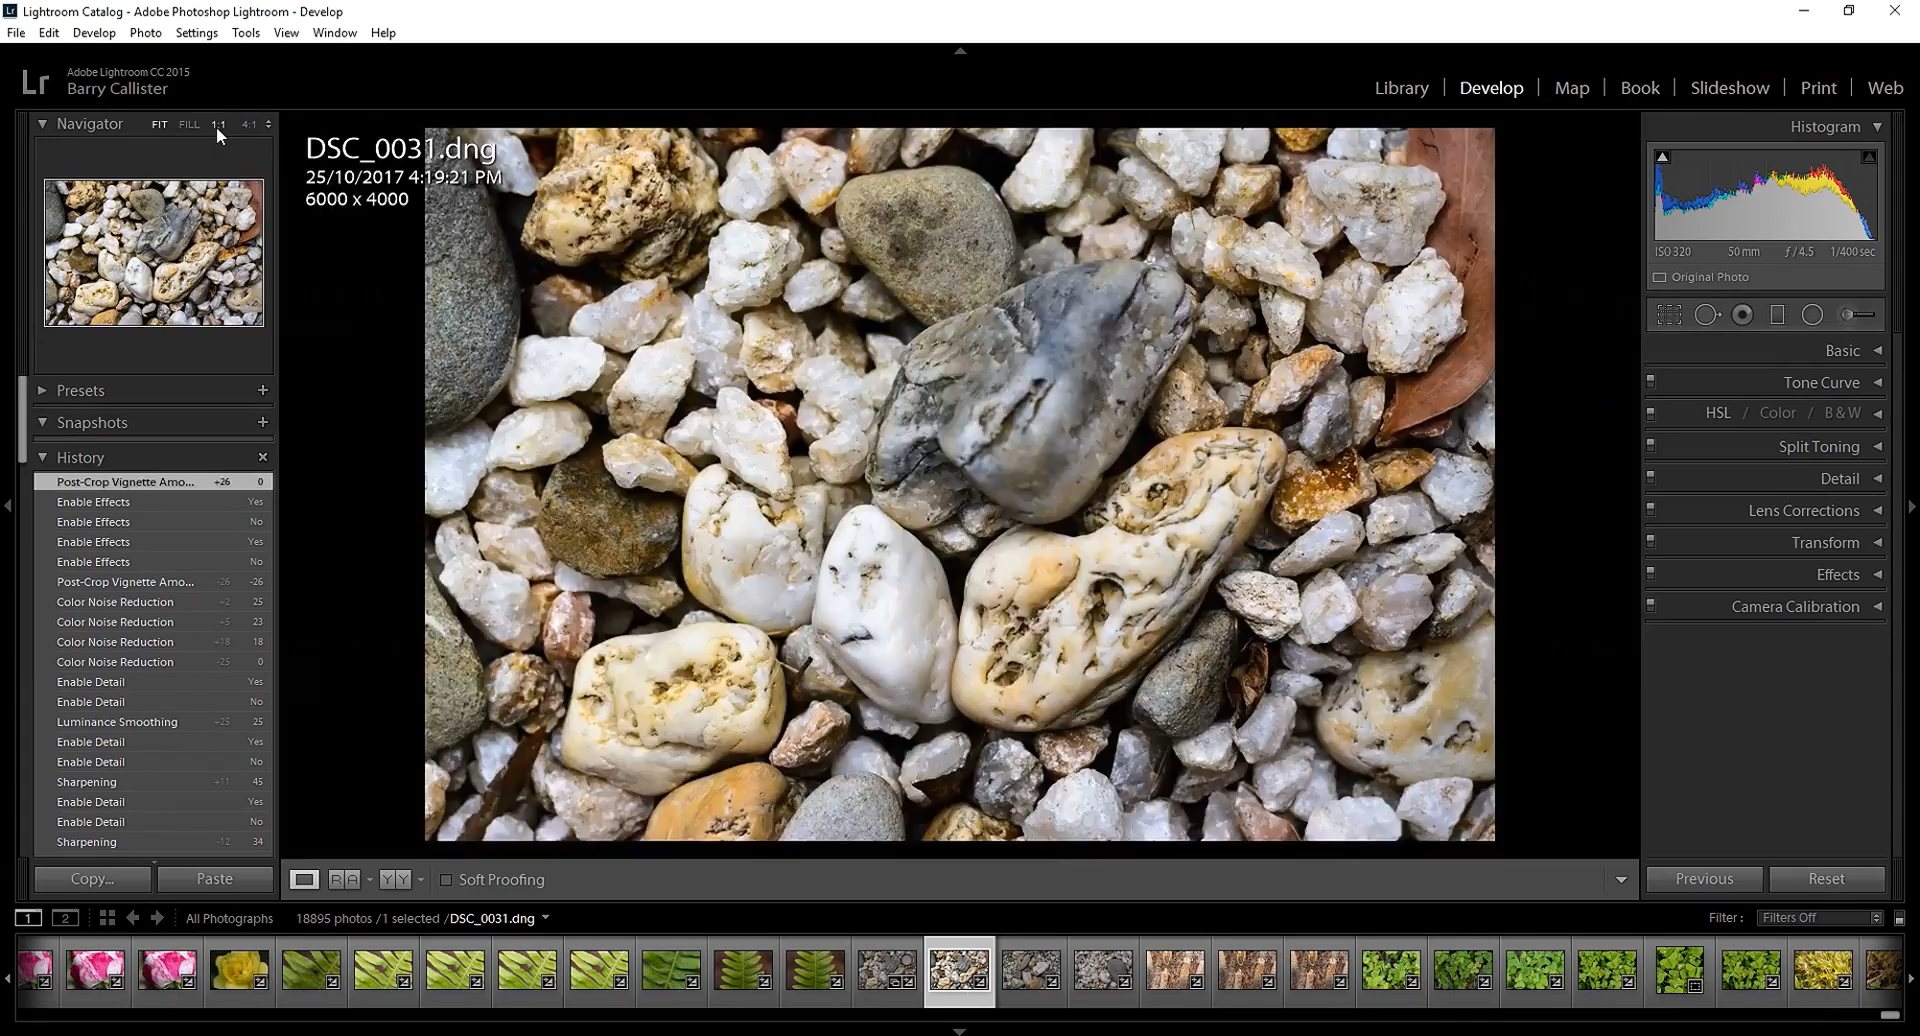 Lightroom Catalog - Adobe Photoshop Lightroom - Develop
File Edit Develop Photo Settings Tools View Window Help
Lr Adobe Lightroom CC 2015
Barry Callister
Library | Develop | Map | Book | Slideshow | Print | Web
Navigator FIT FILL 1:1 4:1
DSC_0031.dng
25/10/2017 4:19:21 PM
6000 x 4000
Histogram
ISO 320 50 mm ƒ / 4.5 1/400 sec
Original Photo
Basic
Tone Curve
HSL / Color / B & W
Split Toning
Detail
Lens Corrections
Transform
Effects
Camera Calibration
Presets +
Snapshots +
History ×
Post-Crop Vignette Amo... +26 0
Enable Effects Yes
Enable Effects No
Enable Effects Yes
Enable Effects No
Post-Crop Vignette Amo... -26 -26
Color Noise Reduction +2 25
Color Noise Reduction +5 23
Color Noise Reduction +18 18
Color Noise Reduction -25 0
Enable Detail Yes
Enable Detail No
Luminance Smoothing +25 25
Enable Detail Yes
Enable Detail No
Sharpening +11 45
Enable Detail Yes
Enable Detail No
Sharpening -12 34
Copy... Paste
R A Y Y Soft Proofing
Previous Reset
1 2 All Photographs 18895 photos / 1 selected / DSC_0031.dng
Filter : Filters Off